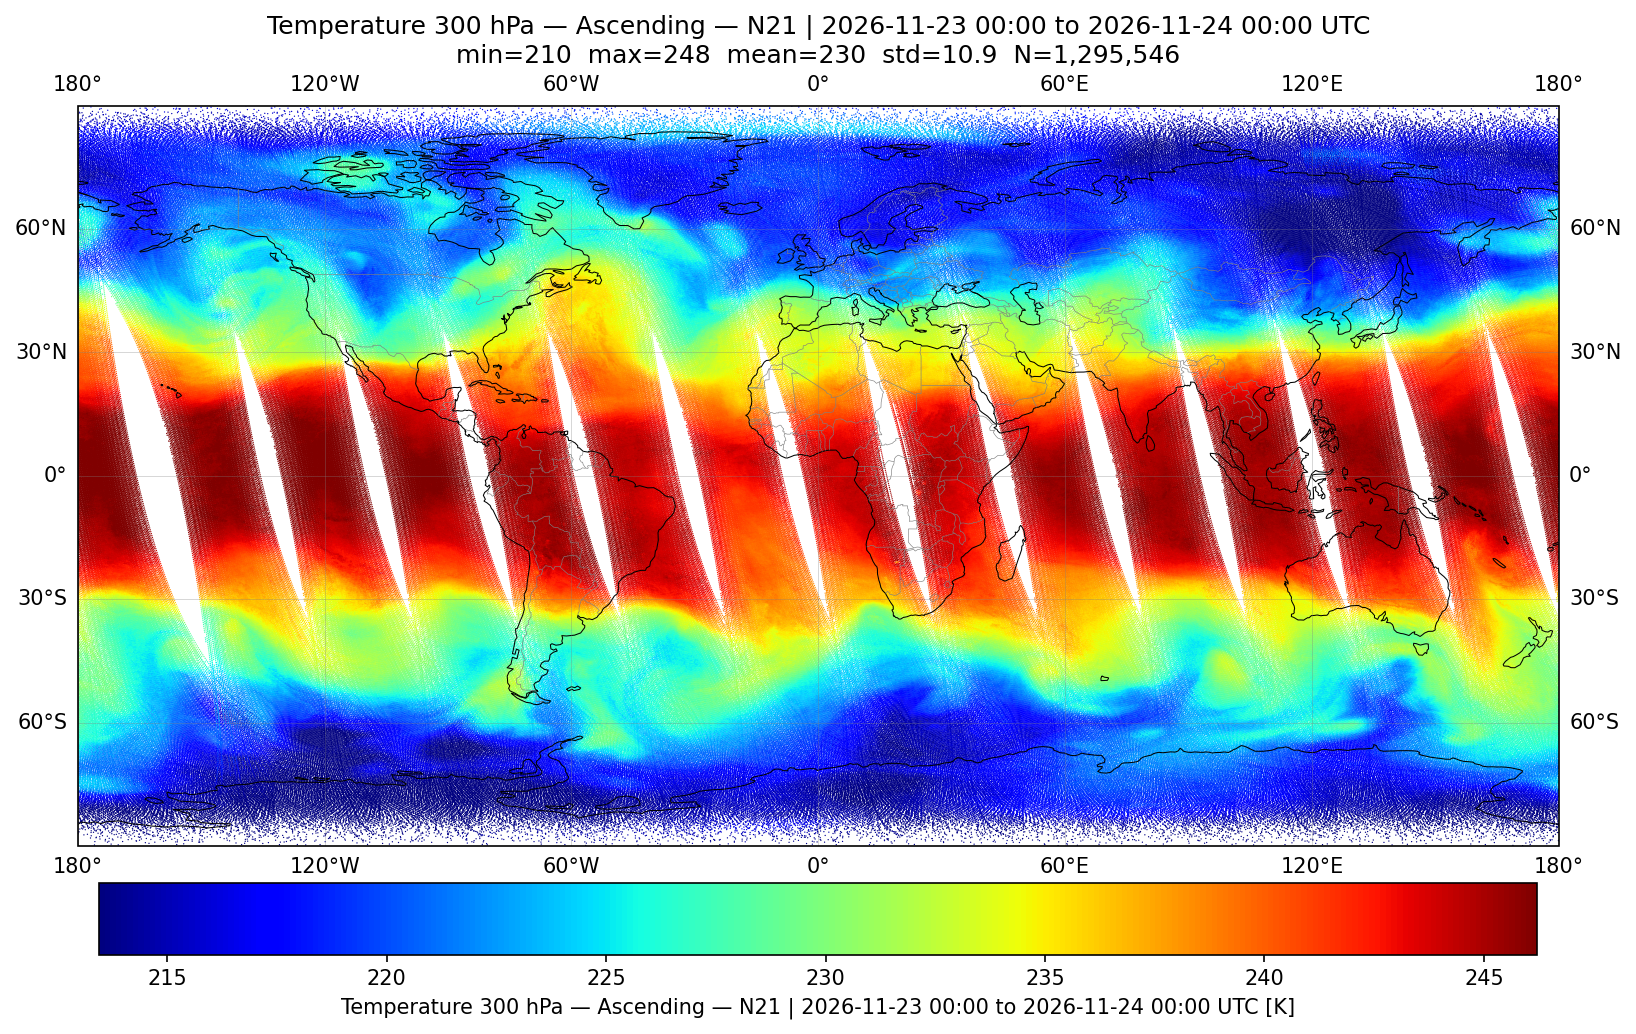 Temperature 300 hPa — Ascending — N21 | 2026-11-23 00:00 to 2026-11-24 00:00 UTC
min=210  max=248  mean=230  std=10.9  N=1,295,546
180° 120°W 60°W 0° 60°E 120°E 180°
60°N 60°N
30°N 30°N
0° 0°
30°S 30°S
60°S 60°S
180° 120°W 60°W 0° 60°E 120°E 180°
215 220 225 230 235 240 245
Temperature 300 hPa — Ascending — N21 | 2026-11-23 00:00 to 2026-11-24 00:00 UTC [K]